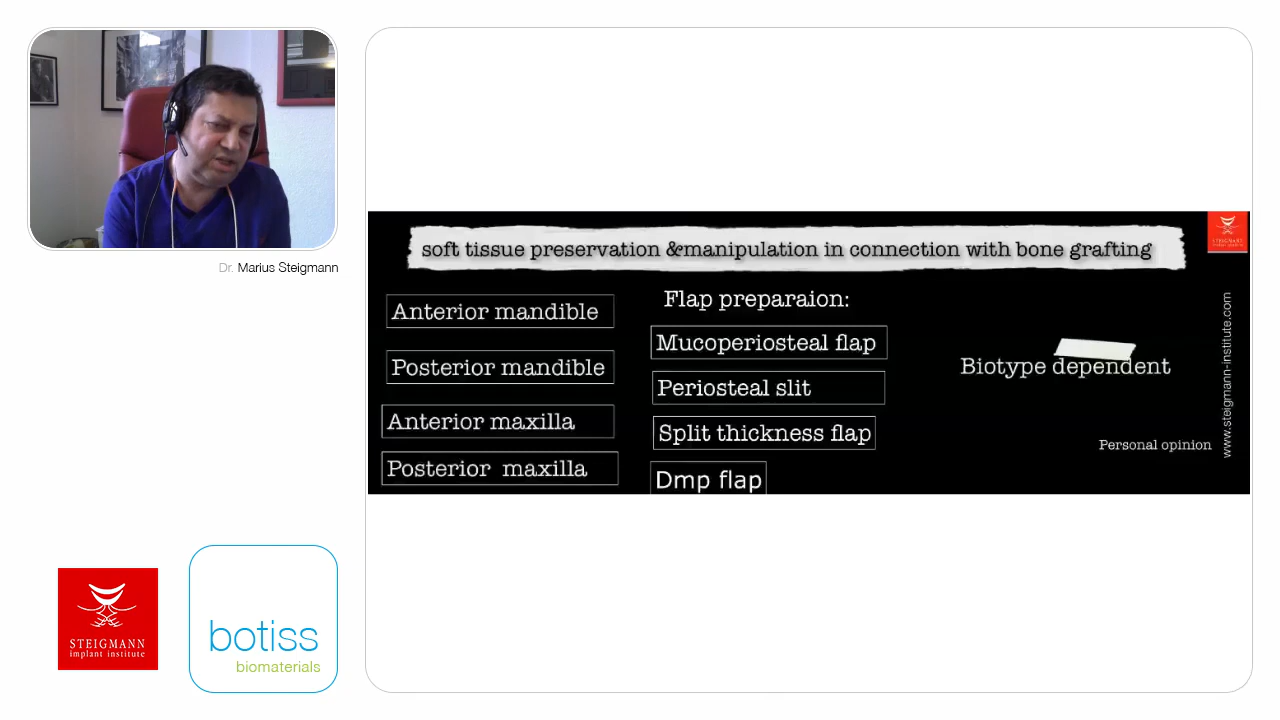 Dr. Marius Steigmann
STEIGMANN
implant institute
botiss
biomaterials
soft tissue preservation &manipulation in connection with bone grafting
Anterior mandible
Posterior mandible
Anterior maxilla
Posterior maxilla
Flap preparaion:
Mucoperiosteal flap
Periosteal slit
Split thickness flap
Dmp flap
Biotype dependent
Personal opinion
www.steigmann-institute.com